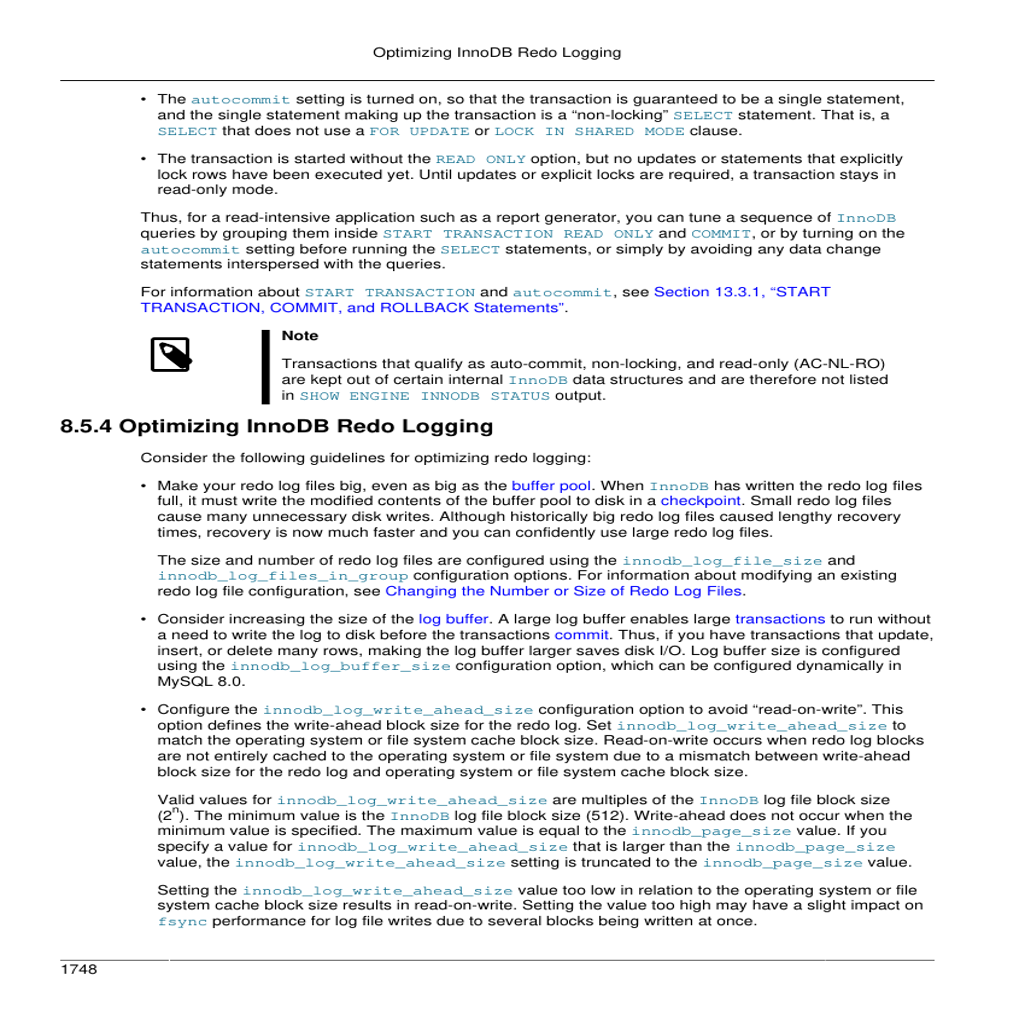 Optimizing InnoDB Redo Logging
• The autocommit setting is turned on, so that the transaction is guaranteed to be a single statement,
and the single statement making up the transaction is a “non-locking” SELECT statement. That is, a
SELECT that does not use a FOR UPDATE or LOCK IN SHARED MODE clause.
• The transaction is started without the READ ONLY option, but no updates or statements that explicitly
lock rows have been executed yet. Until updates or explicit locks are required, a transaction stays in
read-only mode.
Thus, for a read-intensive application such as a report generator, you can tune a sequence of InnoDB
queries by grouping them inside START TRANSACTION READ ONLY and COMMIT, or by turning on the
autocommit setting before running the SELECT statements, or simply by avoiding any data change
statements interspersed with the queries.
For information about START TRANSACTION and autocommit, see Section 13.3.1, “START
TRANSACTION, COMMIT, and ROLLBACK Statements”.
Note
Transactions that qualify as auto-commit, non-locking, and read-only (AC-NL-RO)
are kept out of certain internal InnoDB data structures and are therefore not listed
in SHOW ENGINE INNODB STATUS output.
8.5.4 Optimizing InnoDB Redo Logging
Consider the following guidelines for optimizing redo logging:
• Make your redo log files big, even as big as the buffer pool. When InnoDB has written the redo log files
full, it must write the modified contents of the buffer pool to disk in a checkpoint. Small redo log files
cause many unnecessary disk writes. Although historically big redo log files caused lengthy recovery
times, recovery is now much faster and you can confidently use large redo log files.
The size and number of redo log files are configured using the innodb_log_file_size and
innodb_log_files_in_group configuration options. For information about modifying an existing
redo log file configuration, see Changing the Number or Size of Redo Log Files.
• Consider increasing the size of the log buffer. A large log buffer enables large transactions to run without
a need to write the log to disk before the transactions commit. Thus, if you have transactions that update,
insert, or delete many rows, making the log buffer larger saves disk I/O. Log buffer size is configured
using the innodb_log_buffer_size configuration option, which can be configured dynamically in
MySQL 8.0.
• Configure the innodb_log_write_ahead_size configuration option to avoid “read-on-write”. This
option defines the write-ahead block size for the redo log. Set innodb_log_write_ahead_size to
match the operating system or file system cache block size. Read-on-write occurs when redo log blocks
are not entirely cached to the operating system or file system due to a mismatch between write-ahead
block size for the redo log and operating system or file system cache block size.
Valid values for innodb_log_write_ahead_size are multiples of the InnoDB log file block size
(2ⁿ). The minimum value is the InnoDB log file block size (512). Write-ahead does not occur when the
minimum value is specified. The maximum value is equal to the innodb_page_size value. If you
specify a value for innodb_log_write_ahead_size that is larger than the innodb_page_size
value, the innodb_log_write_ahead_size setting is truncated to the innodb_page_size value.
Setting the innodb_log_write_ahead_size value too low in relation to the operating system or file
system cache block size results in read-on-write. Setting the value too high may have a slight impact on
fsync performance for log file writes due to several blocks being written at once.
1748